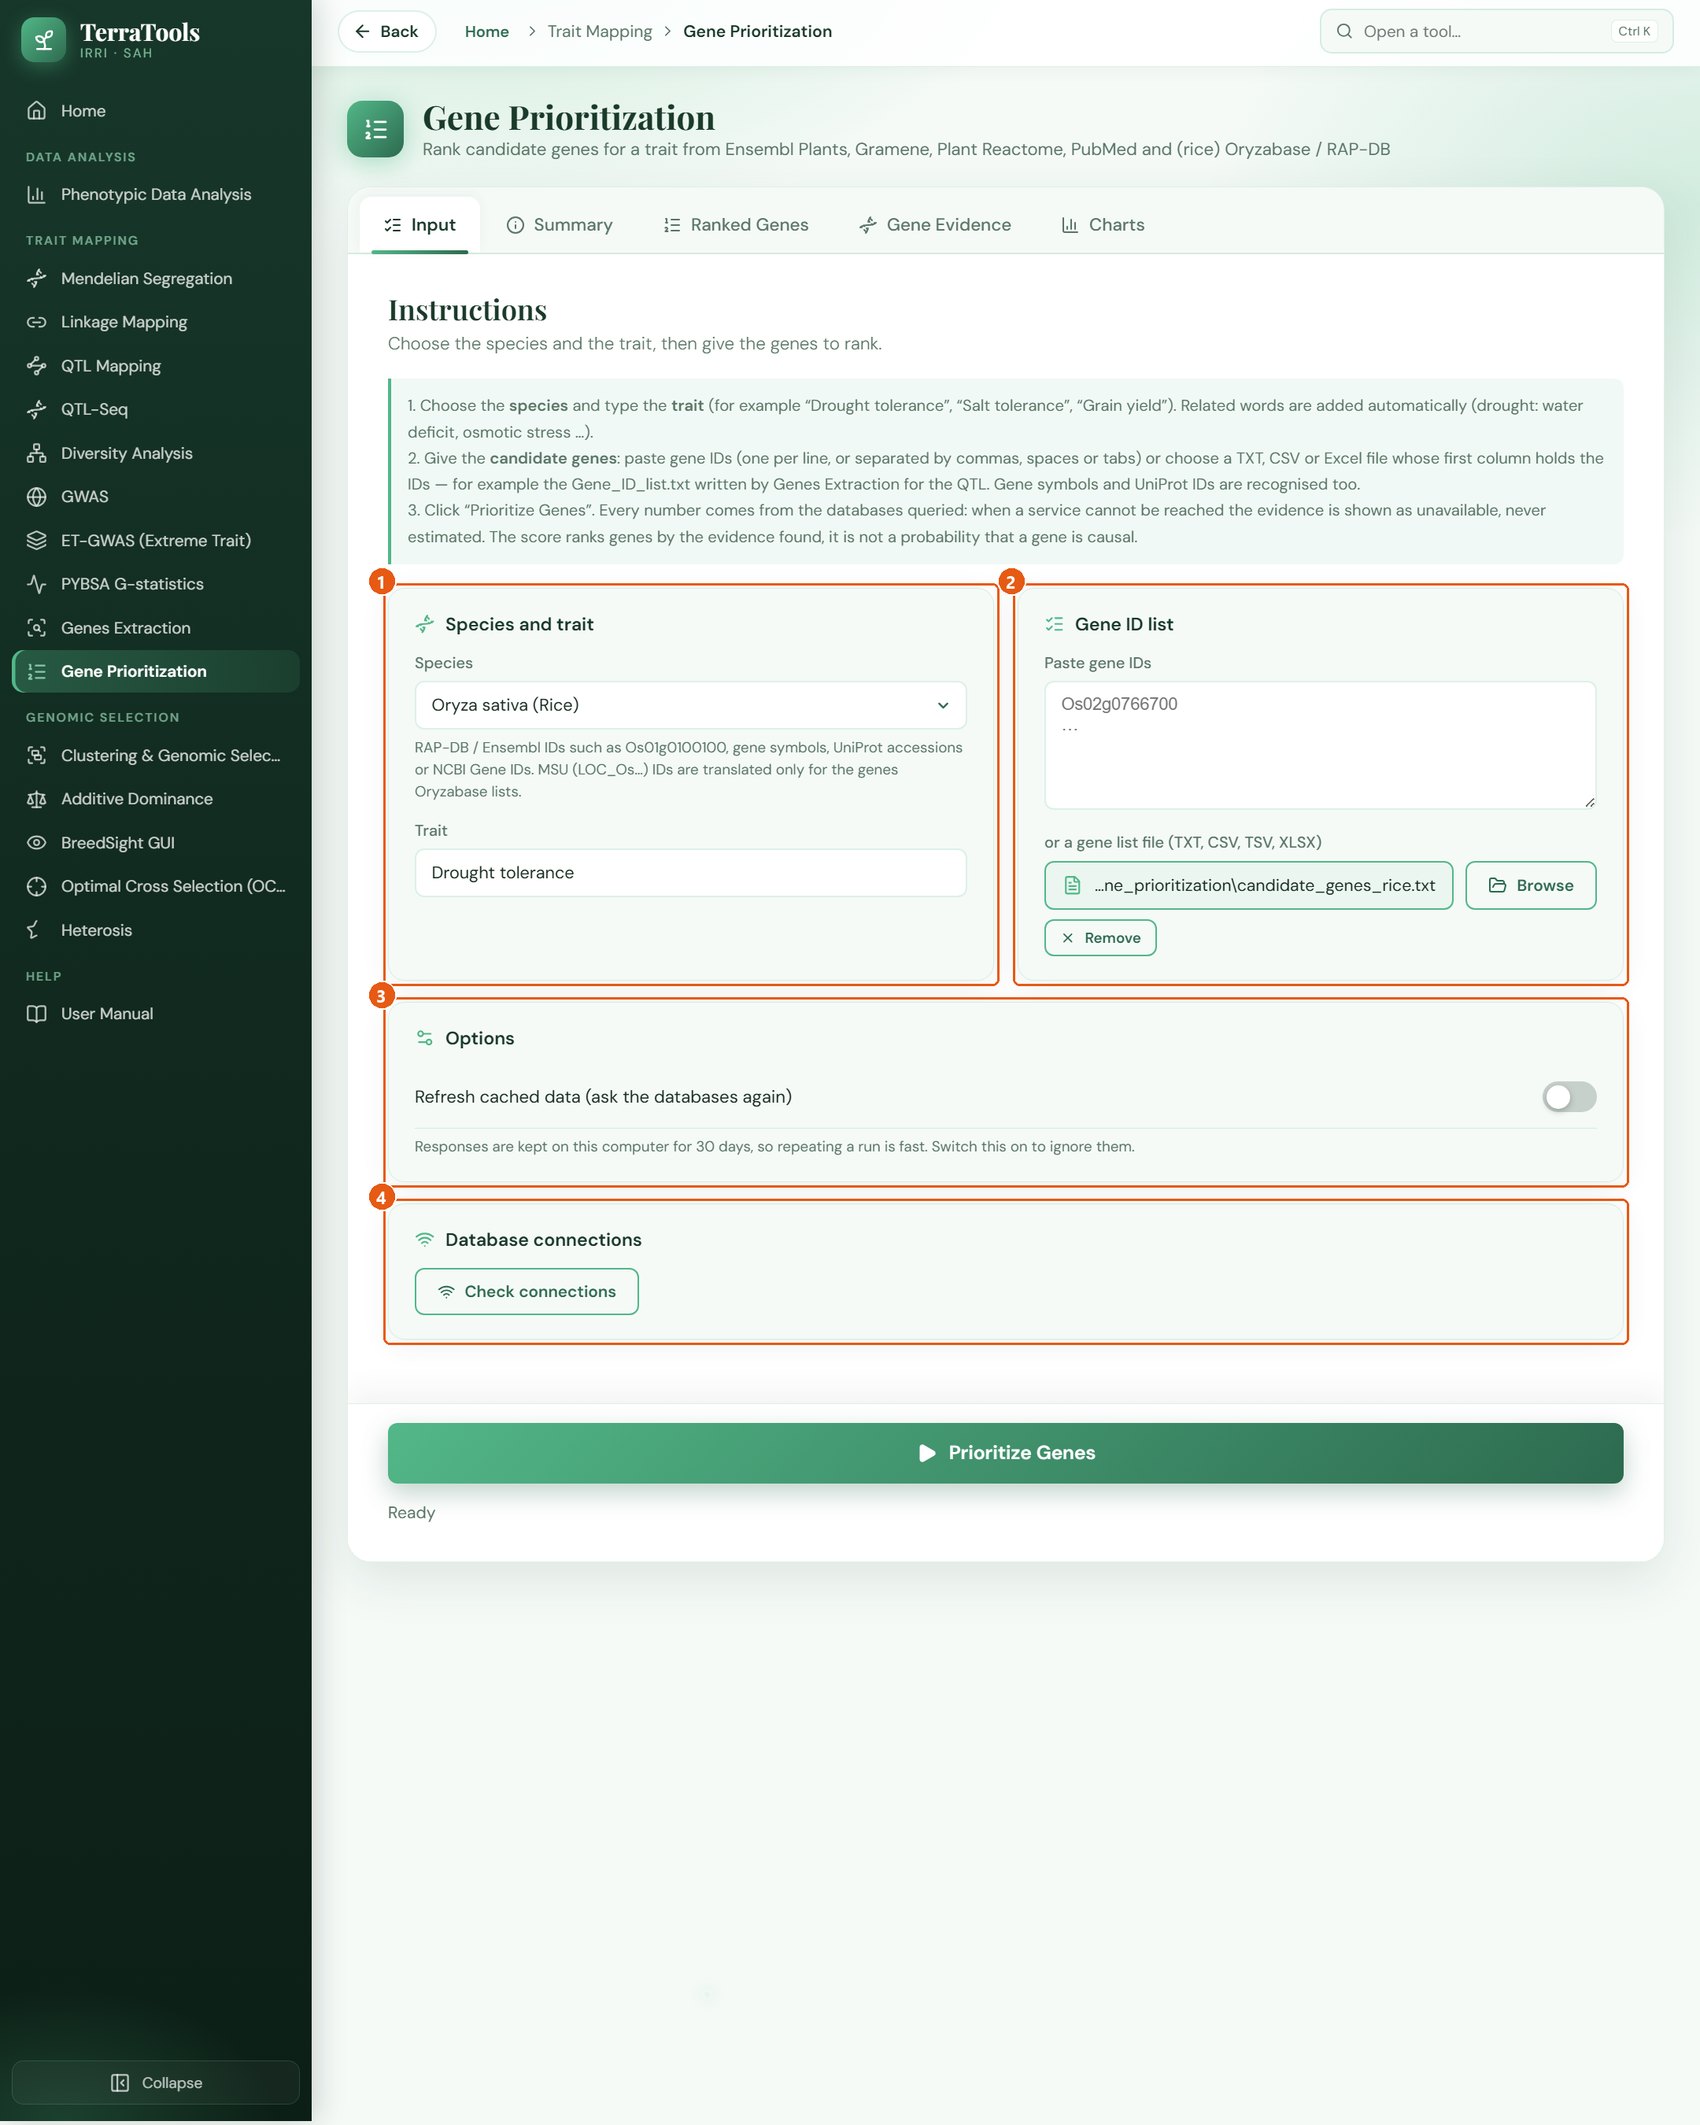 TerraTools
IRRI · SAH
Home
DATA ANALYSIS
Phenotypic Data Analysis
TRAIT MAPPING
Mendelian Segregation
Linkage Mapping
QTL Mapping
QTL-Seq
Diversity Analysis
GWAS
ET-GWAS (Extreme Trait)
PYBSA G-statistics
Genes Extraction
Gene Prioritization
GENOMIC SELECTION
Clustering & Genomic Selec...
Additive Dominance
BreedSight GUI
Optimal Cross Selection (OC...
Heterosis
HELP
User Manual
Collapse
Back
Home > Trait Mapping > Gene Prioritization
Open a tool...
Ctrl K
Gene Prioritization
Rank candidate genes for a trait from Ensembl Plants, Gramene, Plant Reactome, PubMed and (rice) Oryzabase / RAP-DB
Input
Summary
Ranked Genes
Gene Evidence
Charts
Instructions
Choose the species and the trait, then give the genes to rank.
1. Choose the species and type the trait (for example “Drought tolerance”, “Salt tolerance”, “Grain yield”). Related words are added automatically (drought: water
deficit, osmotic stress ...).
2. Give the candidate genes: paste gene IDs (one per line, or separated by commas, spaces or tabs) or choose a TXT, CSV or Excel file whose first column holds the
IDs — for example the Gene_ID_list.txt written by Genes Extraction for the QTL. Gene symbols and UniProt IDs are recognised too.
3. Click “Prioritize Genes”. Every number comes from the databases queried: when a service cannot be reached the evidence is shown as unavailable, never
estimated. The score ranks genes by the evidence found, it is not a probability that a gene is causal.
1
Species and trait
Species
Oryza sativa (Rice)
RAP-DB / Ensembl IDs such as Os01g0100100, gene symbols, UniProt accessions
or NCBI Gene IDs. MSU (LOC_Os...) IDs are translated only for the genes
Oryzabase lists.
Trait
Drought tolerance
2
Gene ID list
Paste gene IDs
Os02g0766700
...
or a gene list file (TXT, CSV, TSV, XLSX)
...ne_prioritization\candidate_genes_rice.txt
Browse
Remove
3
Options
Refresh cached data (ask the databases again)
Responses are kept on this computer for 30 days, so repeating a run is fast. Switch this on to ignore them.
4
Database connections
Check connections
Prioritize Genes
Ready